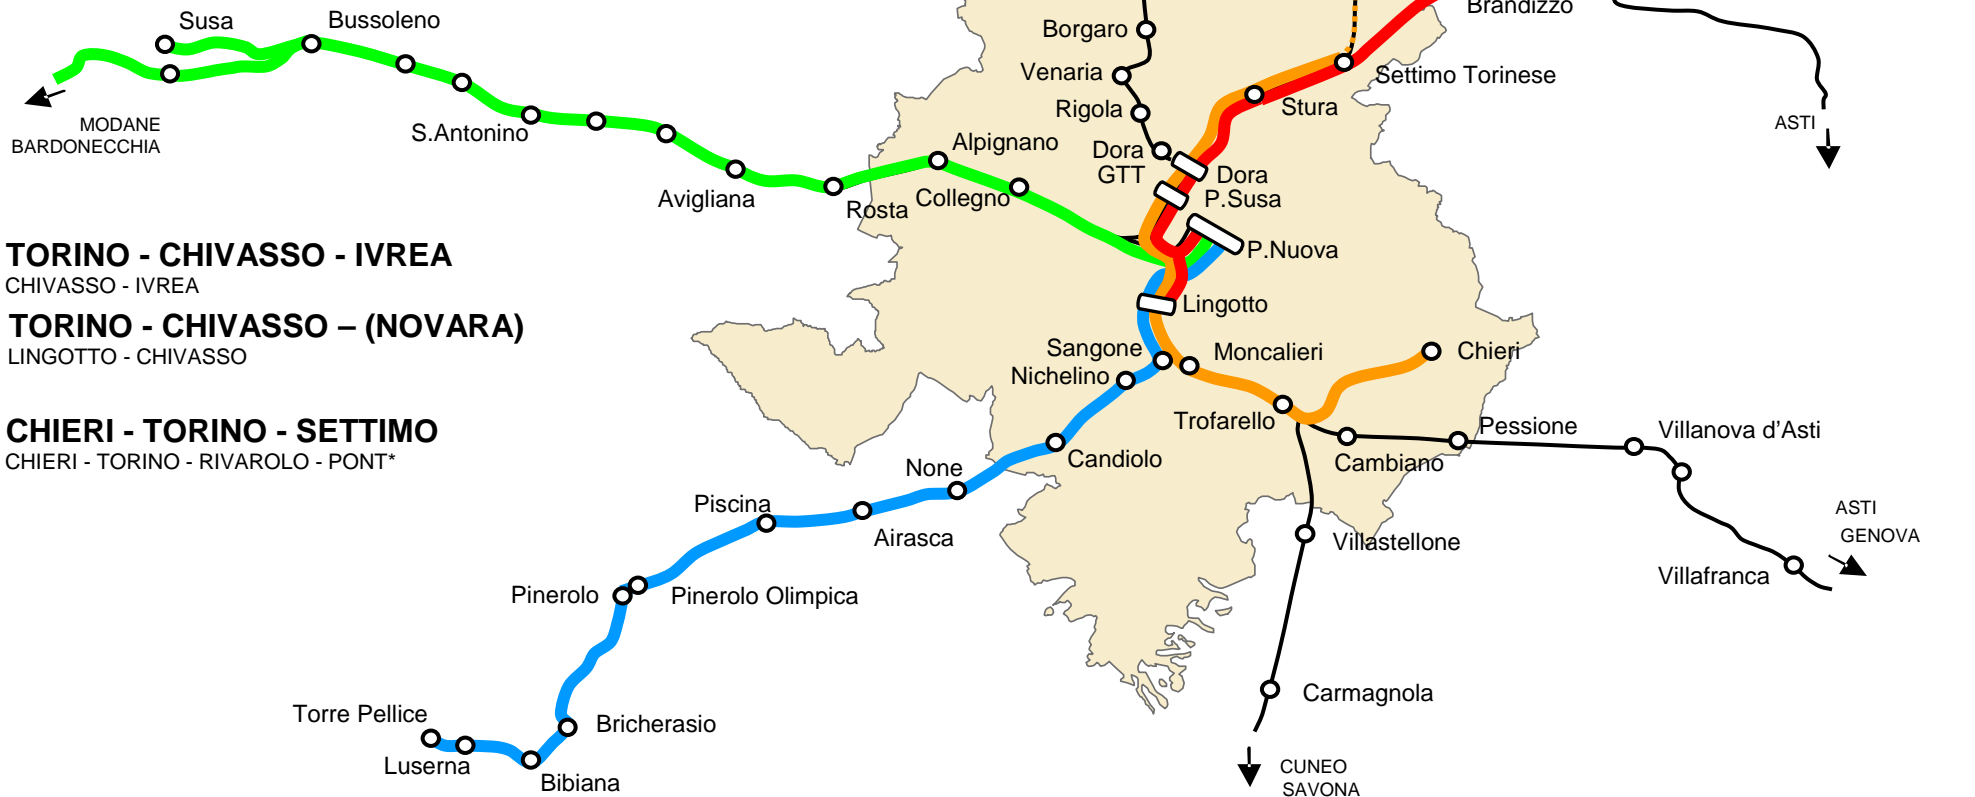 Brandizzo
Susa
Bussoleno
Borgaro
Venaria
Settimo Torinese
Rigola
Stura
MODANE
BARDONECCHIA
S.Antonino
ASTI
Alpignano
Dora
GTT
Dora
P.Susa
Avigliana
Rosta
Collegno
P.Nuova
TORINO - CHIVASSO - IVREA
CHIVASSO - IVREA
Lingotto
TORINO - CHIVASSO – (NOVARA)
LINGOTTO - CHIVASSO
Sangone
Moncalieri
Chieri
Nichelino
Trofarello
Pessione
Villanova d’Asti
CHIERI - TORINO - SETTIMO
CHIERI - TORINO - RIVAROLO - PONT*
None
Candiolo
Cambiano
Piscina
Airasca
ASTI
GENOVA
Villastellone
Villafranca
Pinerolo
Pinerolo Olimpica
Carmagnola
Torre Pellice
Bricherasio
Luserna
Bibiana
CUNEO
SAVONA